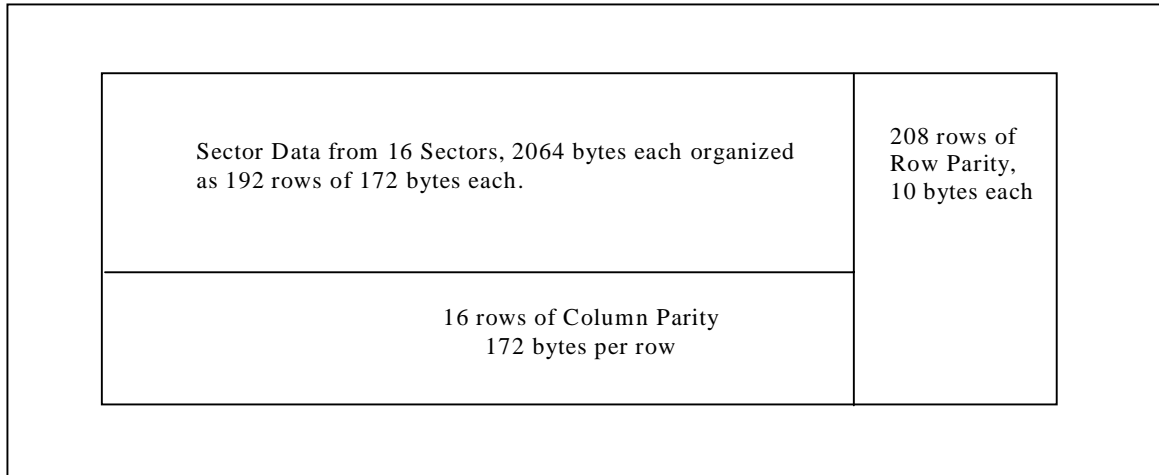 Sector Data from 16 Sectors, 2064 bytes each organized
as 192 rows of 172 bytes each.
208 rows of
Row Parity,
10 bytes each
16 rows of Column Parity
172 bytes per row